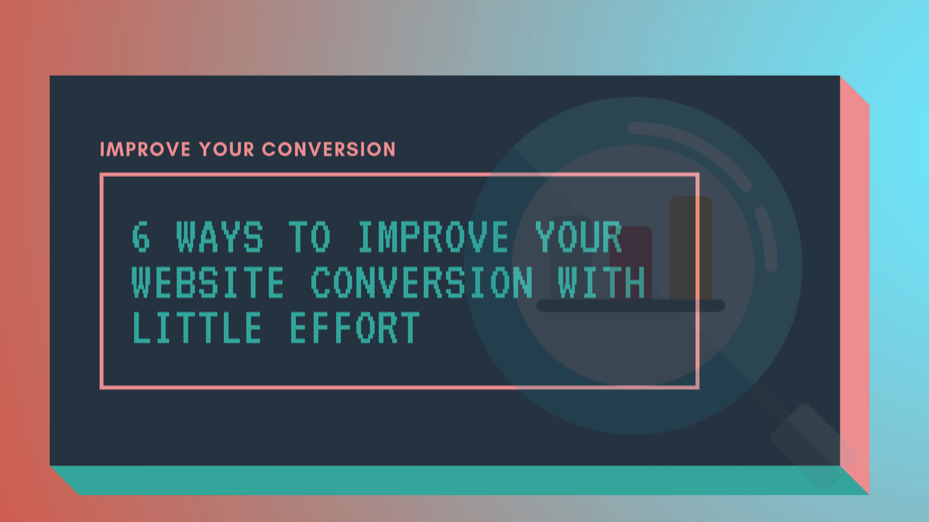 IMPROVE YOUR CONVERSION
6 WAYS TO IMPROVE YOUR
WEBSITE CONVERSION WITH
LITTLE EFFORT